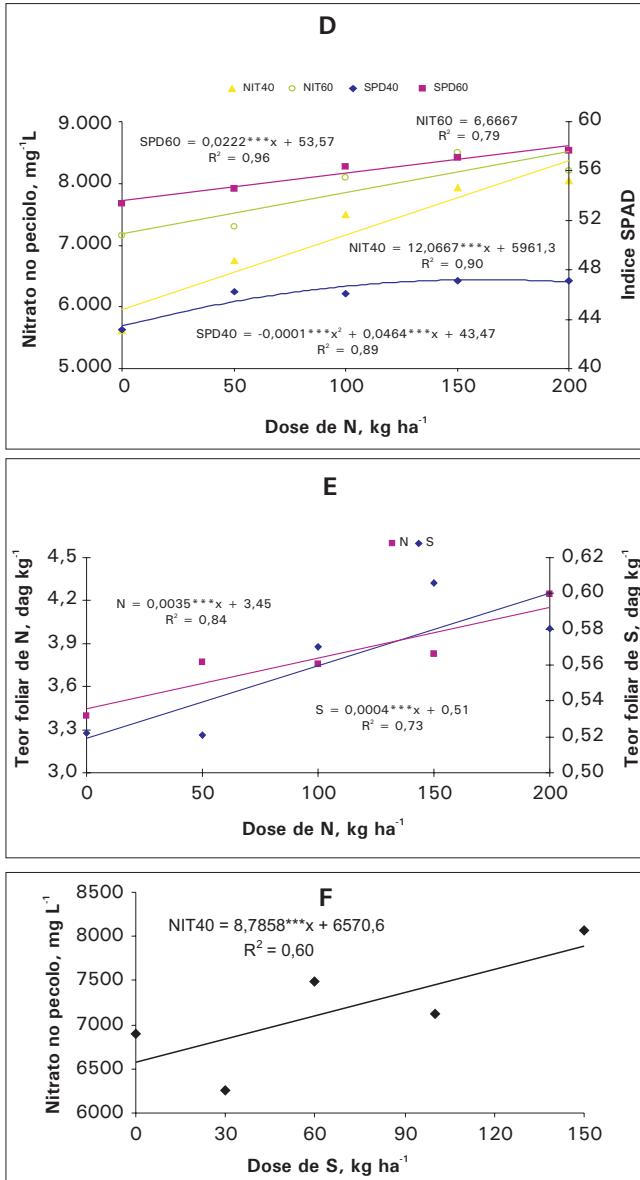 D
NIT40 NIT60 SPD40 SPD60
9.000
8.000
7.000
6.000
5.000
Nitrato no peciolo, mg⁻¹L
60
56
52
48
44
40
Indice SPAD
SPD60 = 0,0222***x + 53,57
R² = 0,96
NIT60 = 6,6667
R² = 0,79
NIT40 = 12,0667***x + 5961,3
R² = 0,90
SPD40 = -0,0001***x² + 0,0464***x + 43,47
R² = 0,89
0 50 100 150 200
Dose de N, kg ha⁻¹
E
N S
4,5
4,2
3,9
3,6
3,3
3,0
Teor foliar de N, dag kg⁻¹
0,62
0,60
0,58
0,56
0,54
0,52
0,50
Teor foliar de S, dag kg⁻¹
N = 0,0035***x + 3,45
R² = 0,84
S = 0,0004***x + 0,51
R² = 0,73
0 50 100 150 200
Dose de N, kg ha⁻¹
F
8500
8000
7500
7000
6500
6000
Nitrato no pecolo, mg L⁻¹
NIT40 = 8,7858***x + 6570,6
R² = 0,60
0 30 60 90 120 150
Dose de S, kg ha⁻¹